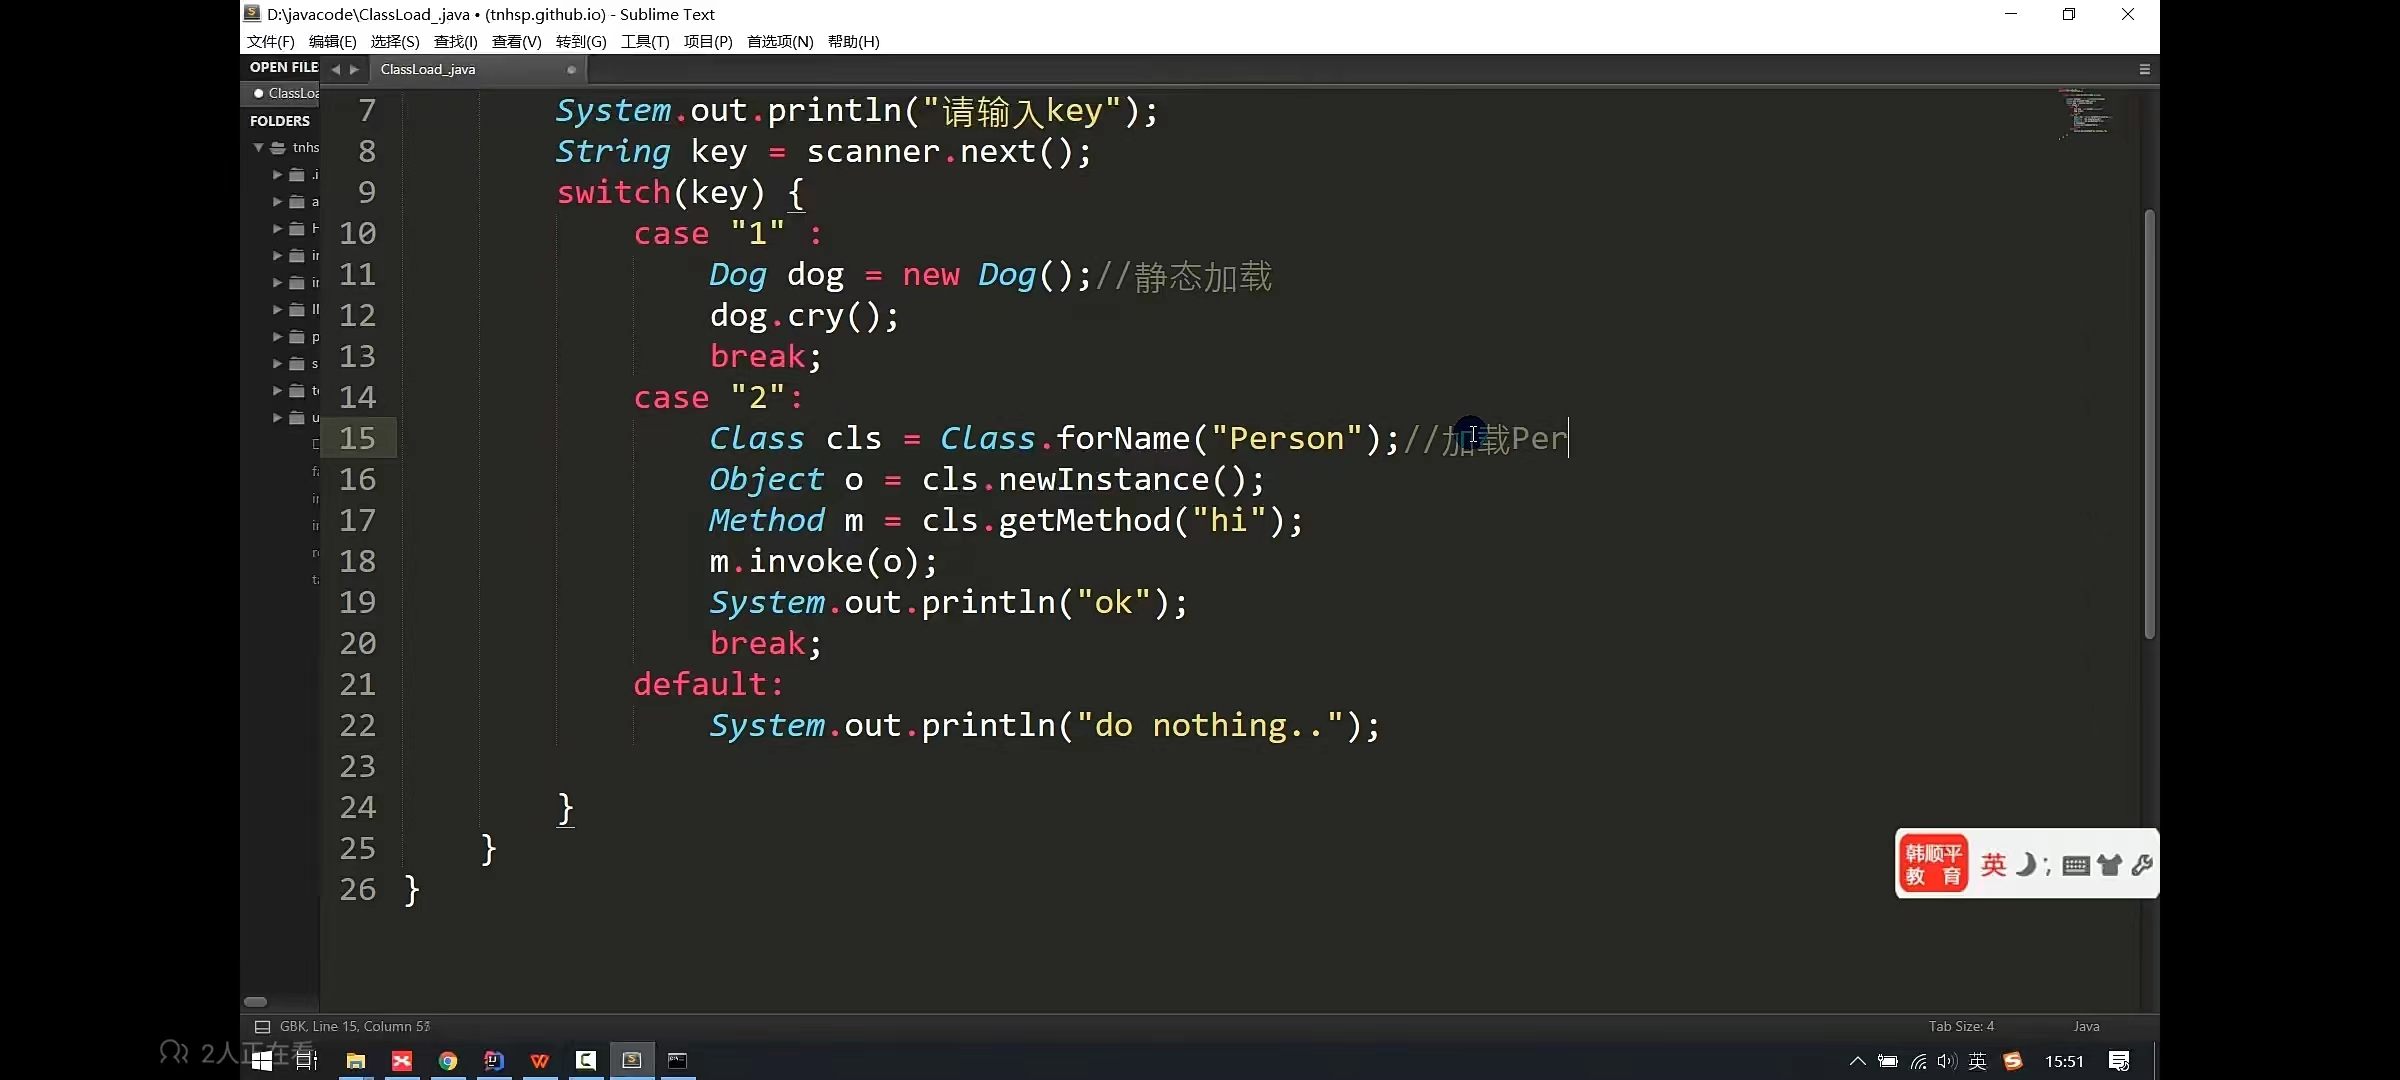 D:\javacode\ClassLoad_.java • (tnhsp.github.io) - Sublime Text
文件(F) 编辑(E) 选择(S) 查找(I) 查看(V) 转到(G) 工具(T) 项目(P) 首选项(N) 帮助(H)
OPEN FILE
ClassLoad_.java
ClassLoa
FOLDERS
tnhs
7 System.out.println("请输入key");
8 String key = scanner.next();
9 switch(key) {
10 case "1" :
11 Dog dog = new Dog();//静态加载
12 dog.cry();
13 break;
14 case "2":
15 Class cls = Class.forName("Person");//加载Per
16 Object o = cls.newInstance();
17 Method m = cls.getMethod("hi");
18 m.invoke(o);
19 System.out.println("ok");
20 break;
21 default:
22 System.out.println("do nothing..");
23
24 }
25 }
26 }
韩顺平
教 育
英
GBK, Line 15, Column
Tab Size: 4
Java
2人正在看
英
15:51